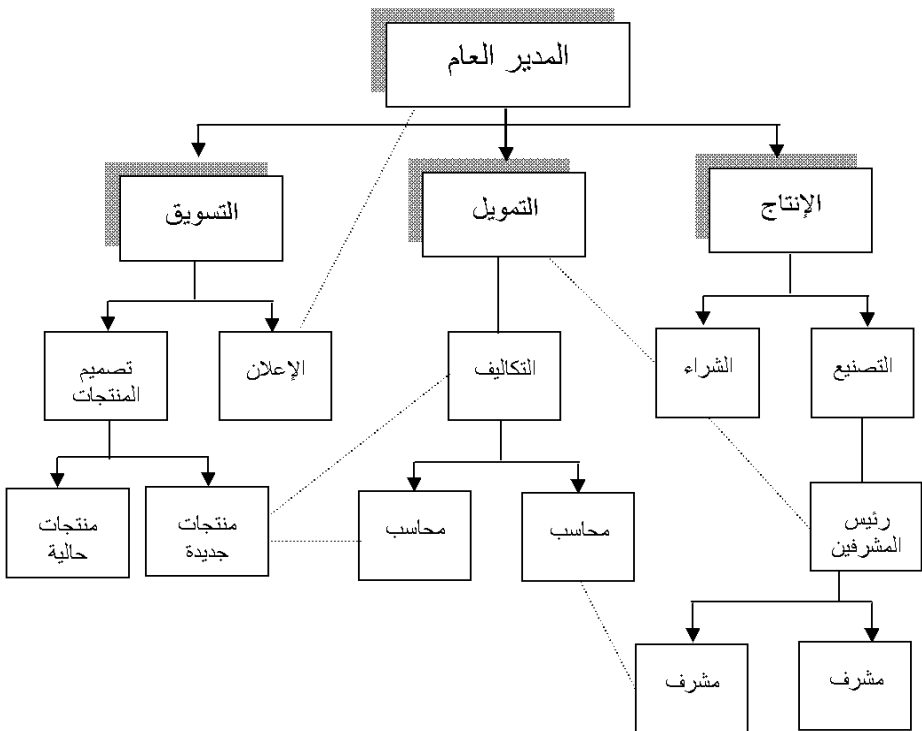 المدير العام
الإنتاج
التمويل
التسويق
التصنيع
الشراء
التكاليف
الإعلان
تصميم
المنتجات
رئيس
المشرفين
محاسب
محاسب
منتجات
جديدة
منتجات
حالية
مشرف
مشرف